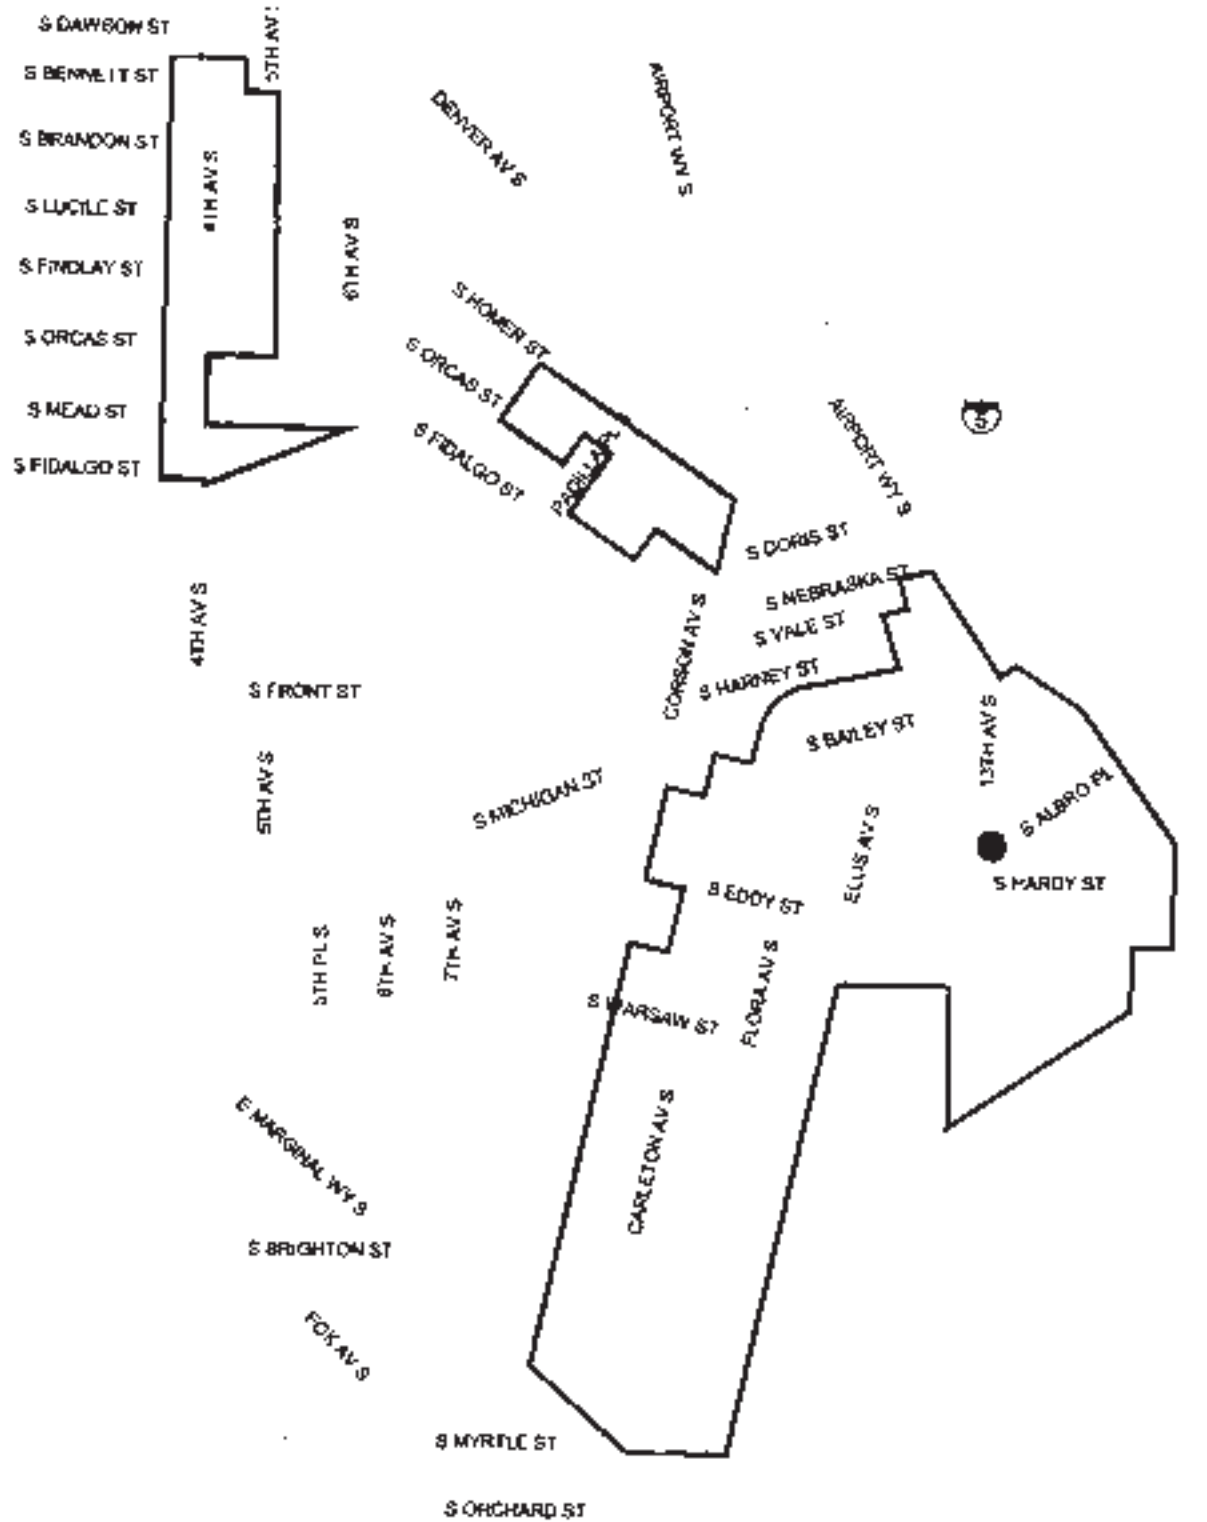 S DAWSON ST
5TH AV S
S BENNETT ST
S BRANDON ST
4TH AV S
S LUCILE ST
S FINDLAY ST
S ORCAS ST
S MEAD ST
S FIDALGO ST
6TH AV S
DENVER AV S
AIRPORT WY S
S HOMER ST
S ORCAS ST
S FIDALGO ST
PADILLA PL
AIRPORT WY S
5
S DORIS ST
S NEBRASKA ST
S VALE ST
S HARNEY ST
CORSON AV S
4TH AV S
S FRONT ST
S BAILEY ST
13TH AV S
5TH AV S
S MICHIGAN ST
S ALBRO PL
ELLIS AV S
S HARDY ST
S EDDY ST
5TH PL S
6TH AV S
7TH AV S
FLORA AV S
S WARSAW ST
CARLETON AV S
E MARGINAL WY S
S BRIGHTON ST
FOX AV S
S MYRTLE ST
S ORCHARD ST